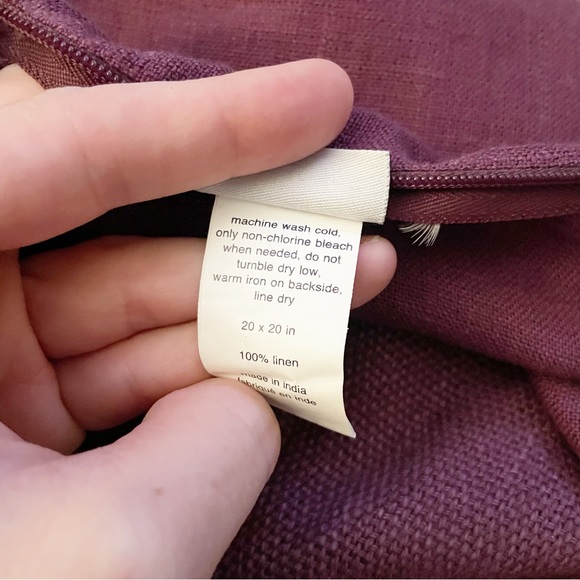 machine wash cold,
only non-chlorine bleach
when needed, do not
tumble dry low,
warm iron on backside,
line dry
20 x 20 in
100% linen
made in india
fabriqué en inde